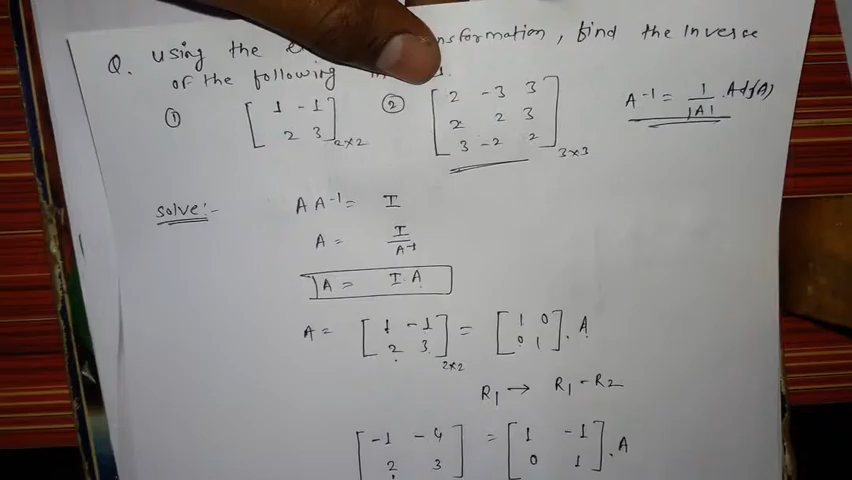 Q. Using the nsformation, find the Inverse
of the following
① [ 1 -1 2 3 ]2×2 ② [ 2 -3 3 2 2 3 3 -2 2 ]3×3 A⁻¹ = 1/|A| . Adj(A)
solve:-
A A⁻¹ = I
A = I/A⁻¹
A = I.A
A = [ 1 -1 2 3 ]2×2 = [ 1 0 0 1 ] . A
R₁ → R₁ - R₂
[ -1 -4 2 3 ] = [ 1 -1 0 1 ] . A